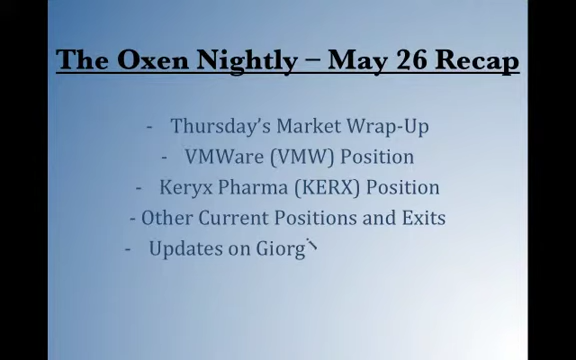 The Oxen Nightly – May 26 Recap
- Thursday's Market Wrap-Up
- VMWare (VMW) Position
- Keryx Pharma (KERX) Position
- Other Current Positions and Exits
- Updates on Giorg